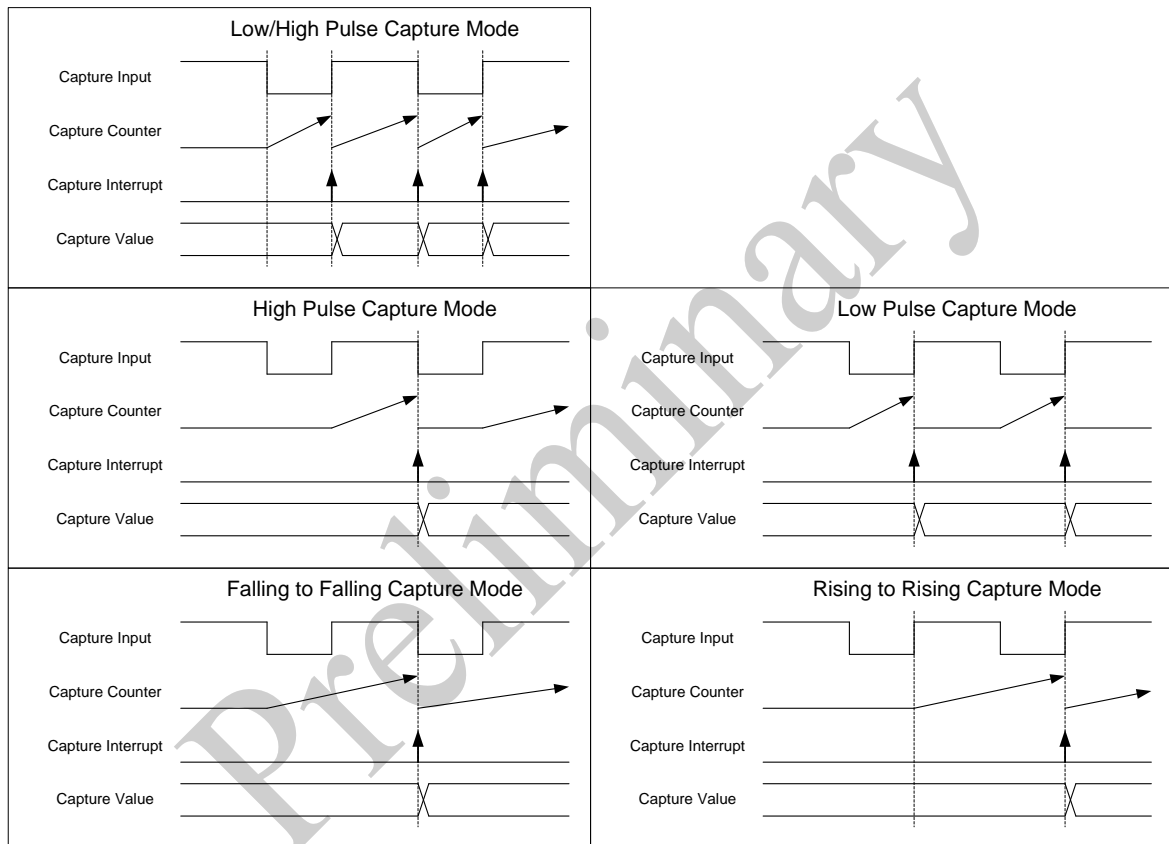 Low/High Pulse Capture Mode
Capture Input
Capture Counter
Capture Interrupt
Capture Value
High Pulse Capture Mode
Capture Input
Capture Counter
Capture Interrupt
Capture Value
Low Pulse Capture Mode
Capture Input
Capture Counter
Capture Interrupt
Capture Value
Falling to Falling Capture Mode
Capture Input
Capture Counter
Capture Interrupt
Capture Value
Rising to Rising Capture Mode
Capture Input
Capture Counter
Capture Interrupt
Capture Value
Preliminary